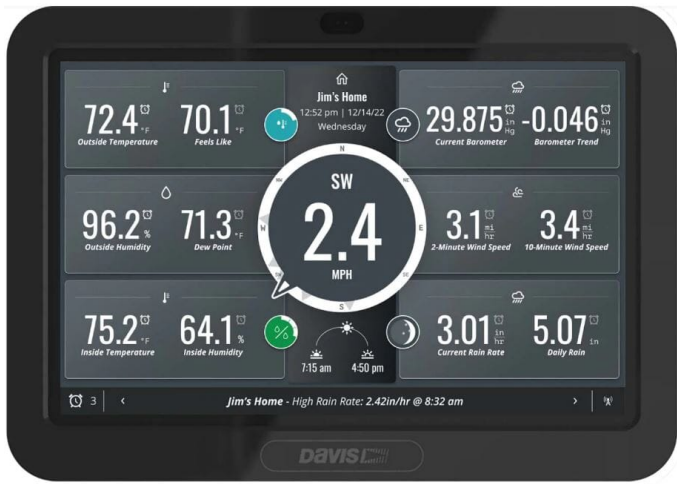 72.4 °F
Outside Temperature
70.1 °F
Feels Like
Jim's Home
12:52 pm | 12/14/22
Wednesday
29.875 in Hg
Current Barometer
-0.046 in Hg
Barometer Trend
96.2 %
Outside Humidity
71.3 °F
Dew Point
N
E
S
W
SW
2.4
MPH
3.1 mi hr
2-Minute Wind Speed
3.4 mi hr
10-Minute Wind Speed
75.2 °F
Inside Temperature
64.1 %
Inside Humidity
7:15 am
4:50 pm
3.01 in hr
Current Rain Rate
5.07 in
Daily Rain
3
‹
Jim's Home - High Rain Rate: 2.42in/hr @ 8:32 am
›
DAVIS